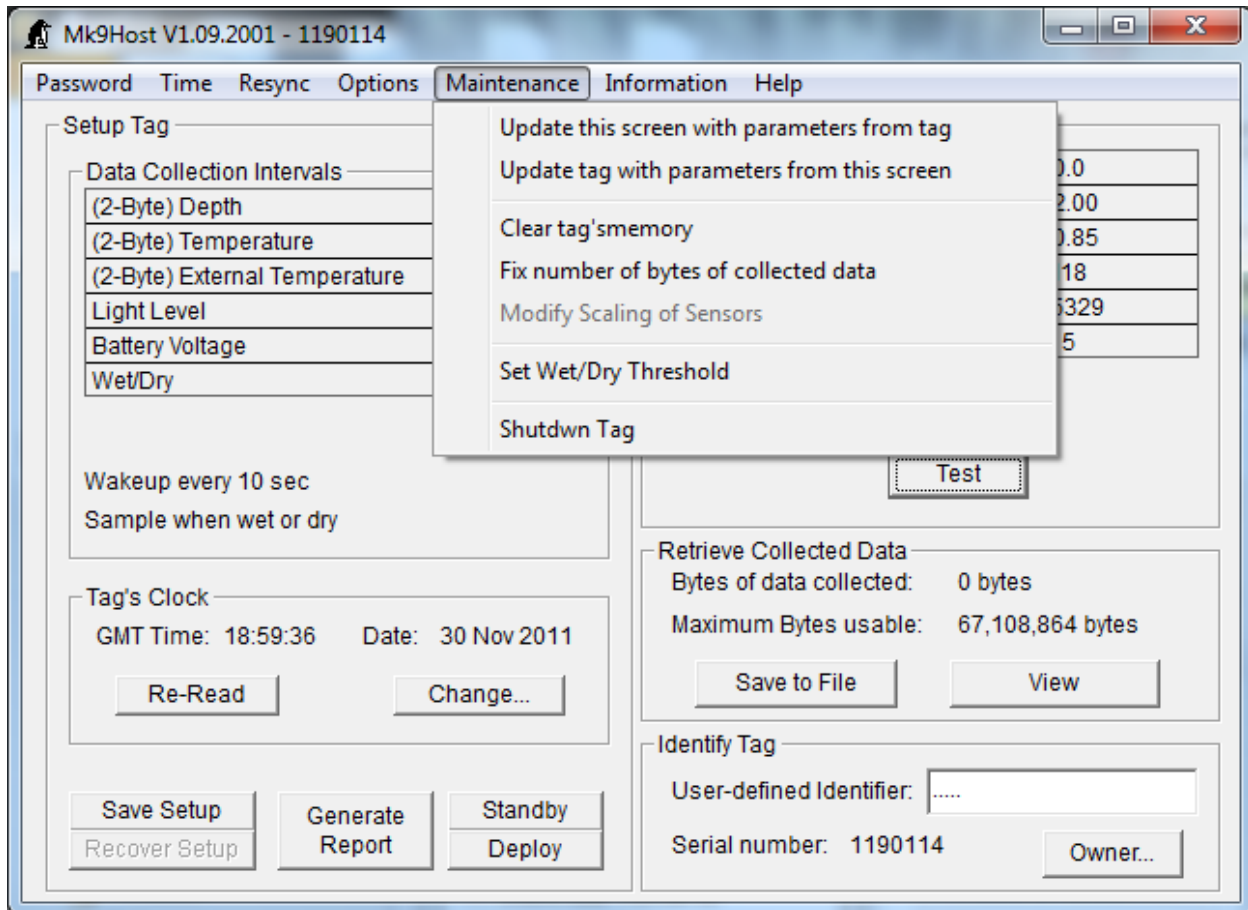 Mk9Host V1.09.2001 - 1190114
Password Time Resync Options Maintenance Information Help
Setup Tag
Data Collection Intervals
(2-Byte) Depth
(2-Byte) Temperature
(2-Byte) External Temperature
Light Level
Battery Voltage
Wet/Dry
Wakeup every 10 sec
Sample when wet or dry
Update this screen with parameters from tag
Update tag with parameters from this screen
Clear tag'smemory
Fix number of bytes of collected data
Modify Scaling of Sensors
Set Wet/Dry Threshold
Shutdwn Tag
.0
.00
.85
18
5329
5
Test
Tag's Clock
GMT Time: 18:59:36 Date: 30 Nov 2011
Re-Read Change...
Save Setup
Recover Setup
Generate
Report
Standby
Deploy
Retrieve Collected Data
Bytes of data collected: 0 bytes
Maximum Bytes usable: 67,108,864 bytes
Save to File View
Identify Tag
User-defined Identifier: .....
Serial number: 1190114
Owner...